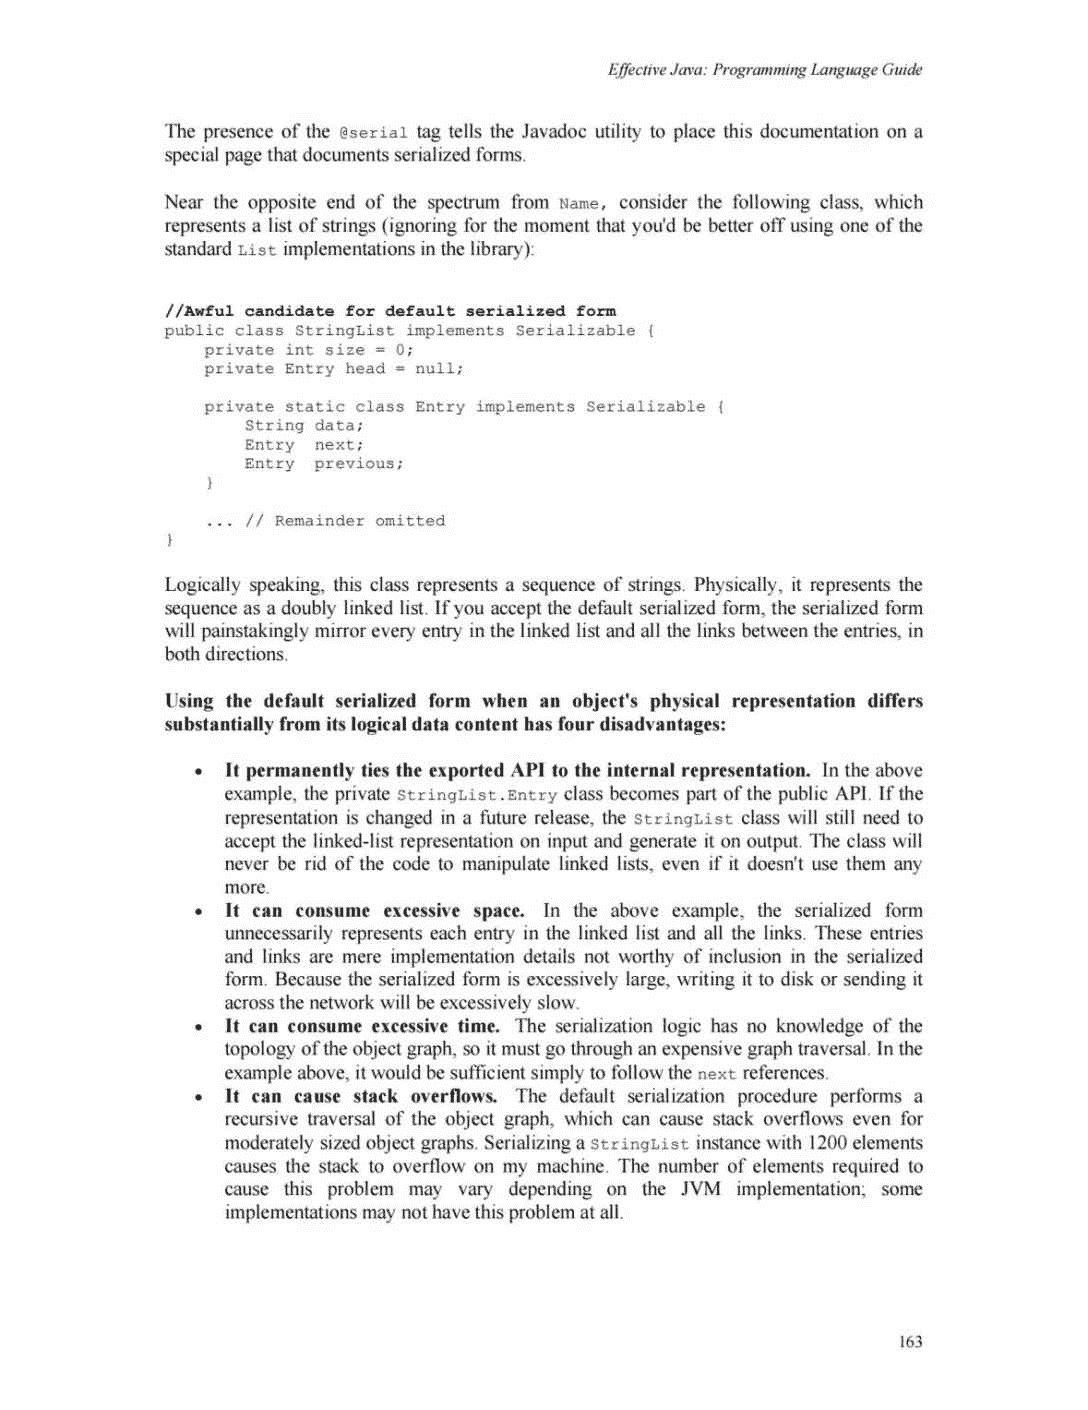 Effective Java: Programming Language Guide
The presence of the @serial tag tells the Javadoc utility to place this documentation on a
special page that documents serialized forms.
Near the opposite end of the spectrum from Name, consider the following class, which
represents a list of strings (ignoring for the moment that you'd be better off using one of the
standard List implementations in the library):
//Awful candidate for default serialized form
public class StringList implements Serializable {
    private int size = 0;
    private Entry head = null;
    private static class Entry implements Serializable {
        String data;
        Entry  next;
        Entry  previous;
    }
    ... // Remainder omitted
}
Logically speaking, this class represents a sequence of strings. Physically, it represents the
sequence as a doubly linked list. If you accept the default serialized form, the serialized form
will painstakingly mirror every entry in the linked list and all the links between the entries, in
both directions.
Using the default serialized form when an object's physical representation differs
substantially from its logical data content has four disadvantages:
• It permanently ties the exported API to the internal representation. In the above
example, the private StringList.Entry class becomes part of the public API. If the
representation is changed in a future release, the StringList class will still need to
accept the linked-list representation on input and generate it on output. The class will
never be rid of the code to manipulate linked lists, even if it doesn't use them any
more.
• It can consume excessive space. In the above example, the serialized form
unnecessarily represents each entry in the linked list and all the links. These entries
and links are mere implementation details not worthy of inclusion in the serialized
form. Because the serialized form is excessively large, writing it to disk or sending it
across the network will be excessively slow.
• It can consume excessive time. The serialization logic has no knowledge of the
topology of the object graph, so it must go through an expensive graph traversal. In the
example above, it would be sufficient simply to follow the next references.
• It can cause stack overflows. The default serialization procedure performs a
recursive traversal of the object graph, which can cause stack overflows even for
moderately sized object graphs. Serializing a StringList instance with 1200 elements
causes the stack to overflow on my machine. The number of elements required to
cause this problem may vary depending on the JVM implementation; some
implementations may not have this problem at all.
163